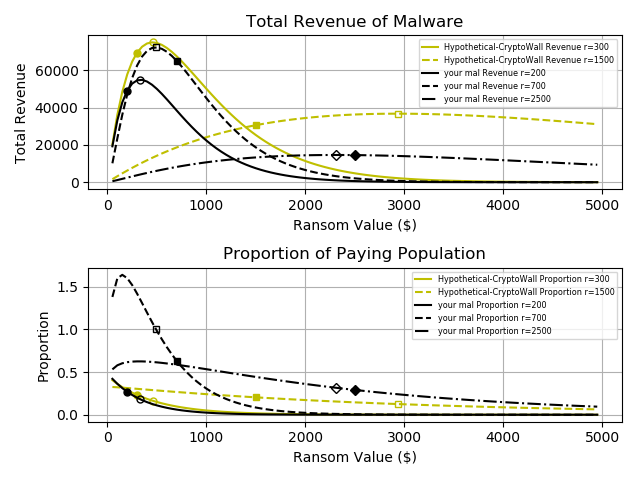 Total Revenue of Malware
Total Revenue
60000
40000
20000
0
Hypothetical-CryptoWall Revenue r=300
Hypothetical-CryptoWall Revenue r=1500
your mal Revenue r=200
your mal Revenue r=700
your mal Revenue r=2500
0 1000 2000 3000 4000 5000
Ransom Value ($)
Proportion of Paying Population
Proportion
1.5
1.0
0.5
0.0
Hypothetical-CryptoWall Proportion r=300
Hypothetical-CryptoWall Proportion r=1500
your mal Proportion r=200
your mal Proportion r=700
your mal Proportion r=2500
0 1000 2000 3000 4000 5000
Ransom Value ($)